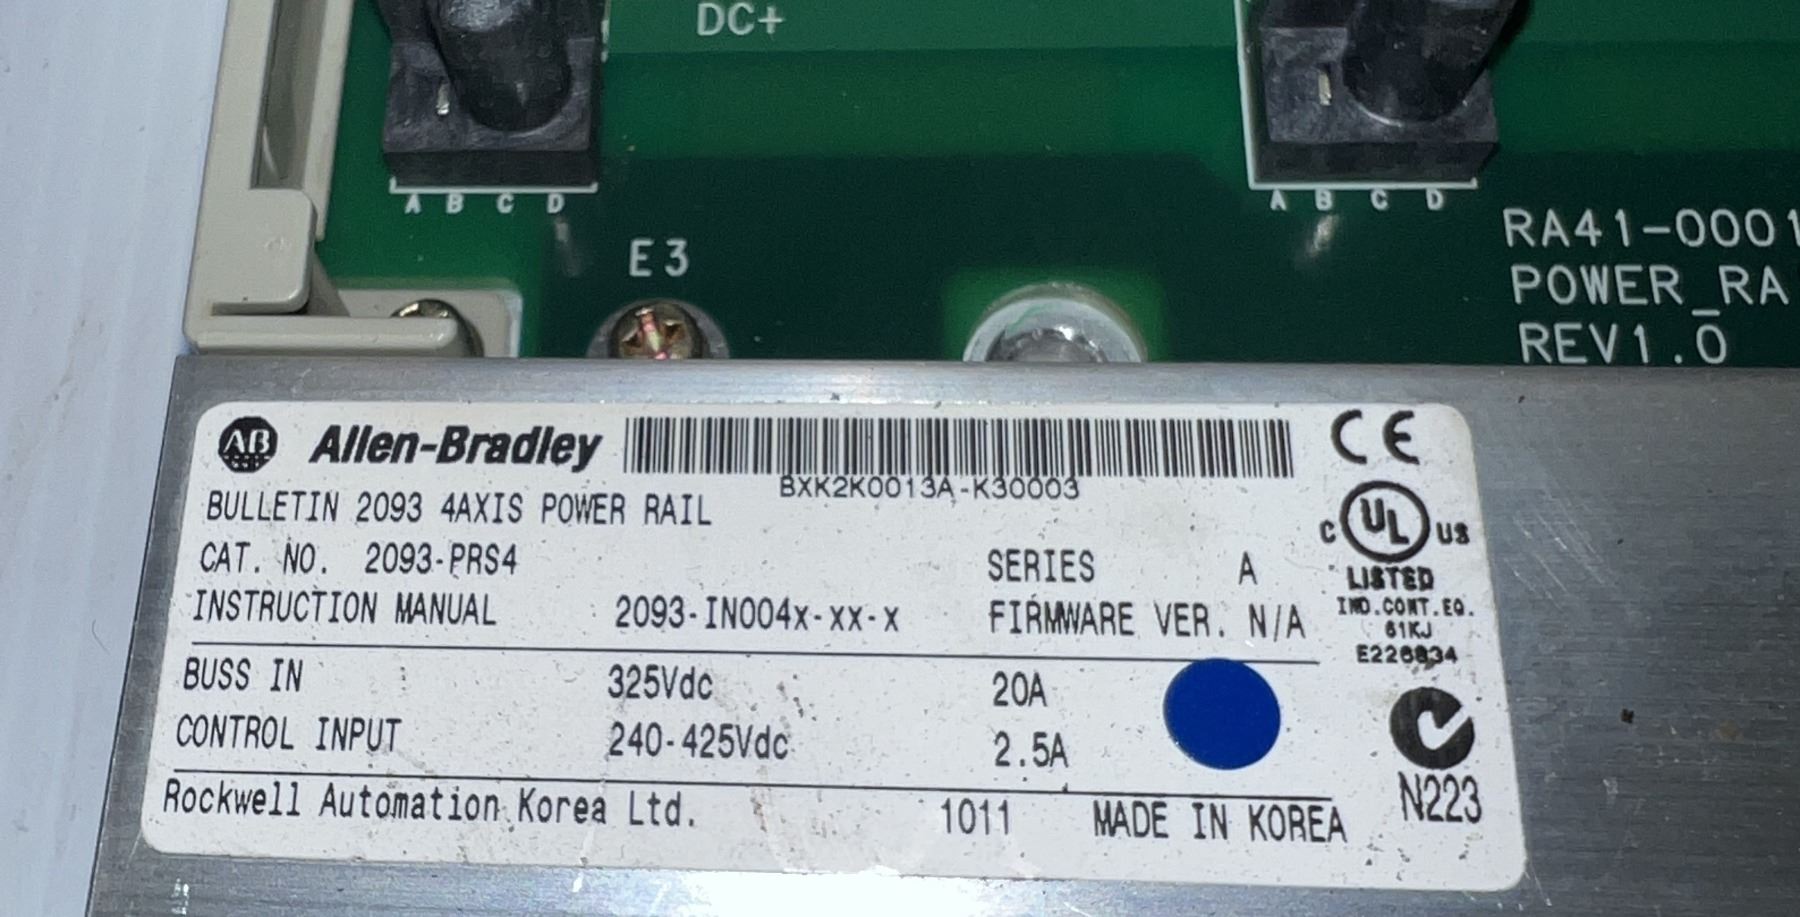 DC+
A B C D
A B C D
E3
RA41-0001
POWER_RA
REV1.0
AB Allen-Bradley
BXK2K0013A-K30003
CE
BULLETIN 2093 4AXIS POWER RAIL
CAT. NO. 2093-PRS4
SERIES A
INSTRUCTION MANUAL 2093-IN004x-xx-x
FIRMWARE VER. N/A
C UL US
LISTED
IND.CONT.EQ.
61KJ
E226834
BUSS IN 325Vdc 20A
CONTROL INPUT 240-425Vdc 2.5A
N223
Rockwell Automation Korea Ltd. 1011 MADE IN KOREA